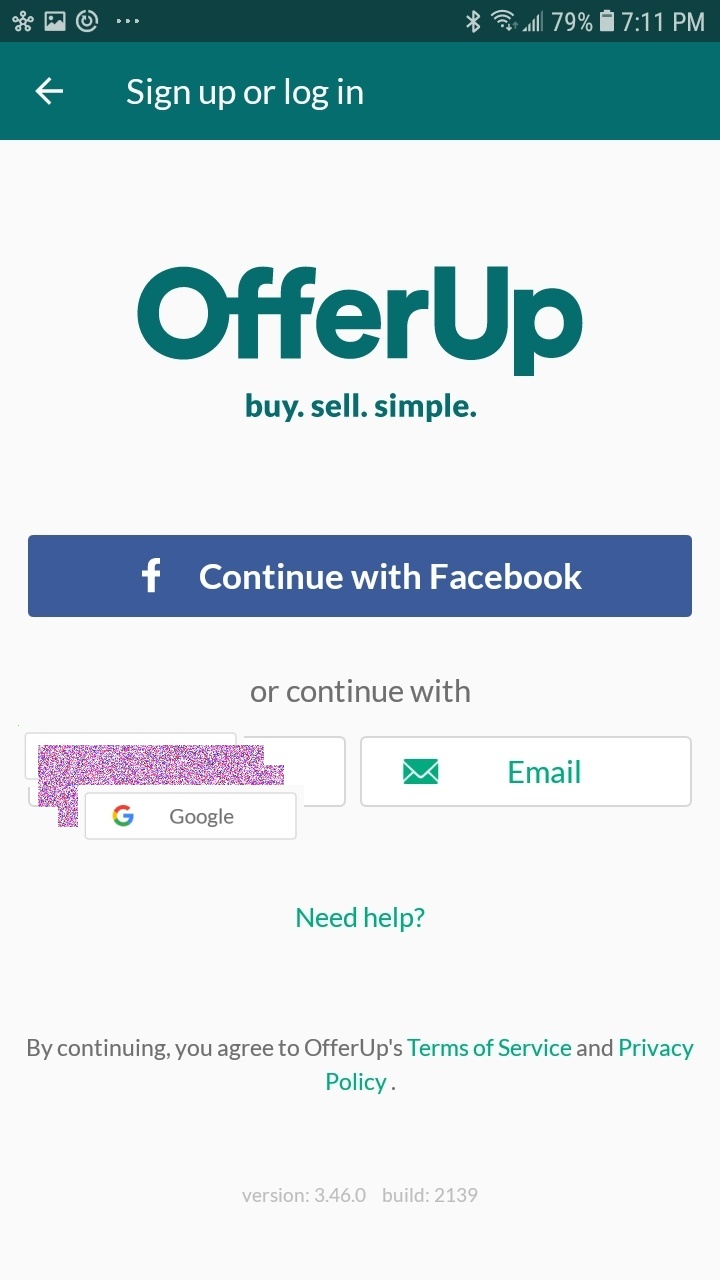 79% 7:11 PM
Sign up or log in
OfferUp
buy. sell. simple.
Continue with Facebook
or continue with
Email
Google
Need help?
By continuing, you agree to OfferUp's Terms of Service and Privacy
Policy .
version: 3.46.0 build: 2139